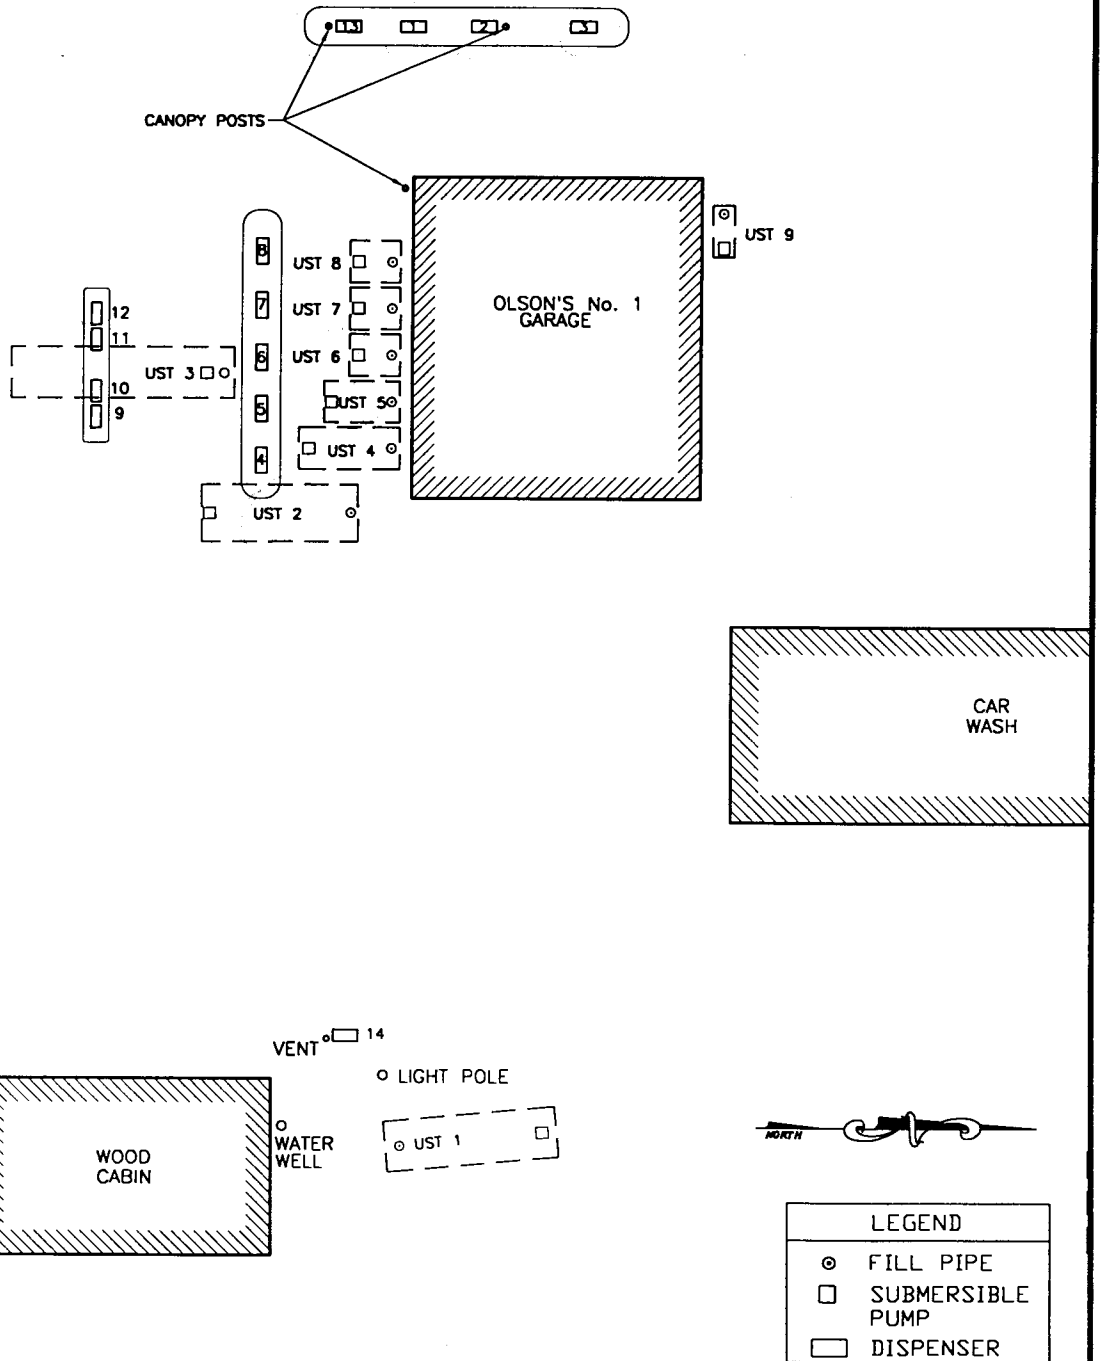 13 1 2 3
CANOPY POSTS
8
7
6
5
4
UST 8
UST 7
UST 6
UST 5
UST 4
UST 9
OLSON'S No. 1
GARAGE
12
11
UST 3
10
9
UST 2
CAR
WASH
VENT
14
LIGHT POLE
WATER
WELL
UST 1
WOOD
CABIN
NORTH
LEGEND
FILL PIPE
SUBMERSIBLE
PUMP
DISPENSER